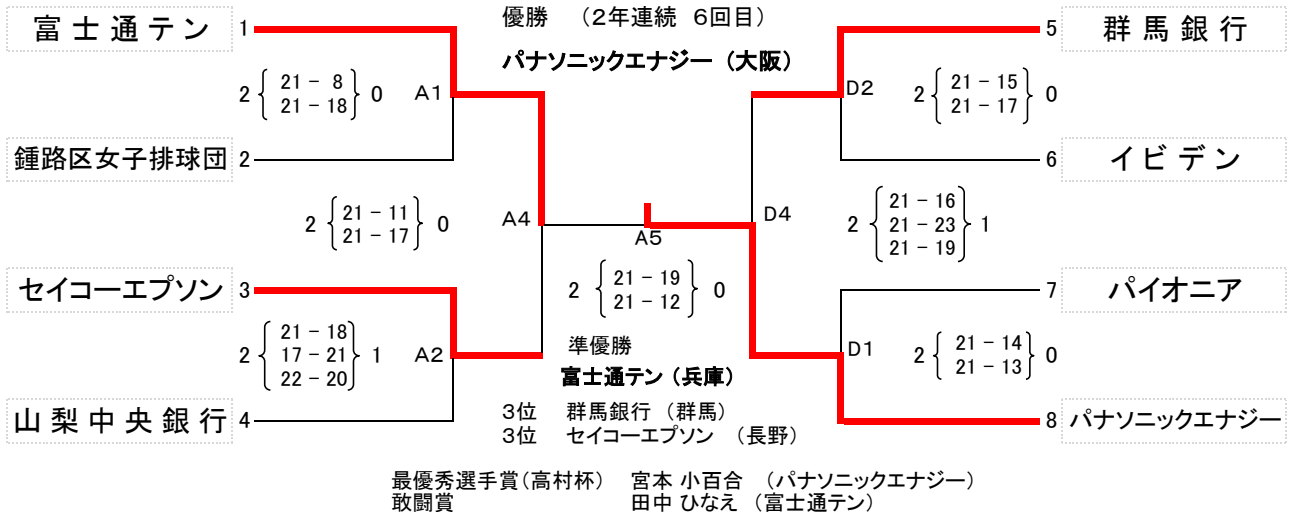 優勝 (2年連続 6回目)
パナソニックエナジー (大阪)
富士通テン 1
2 21 - 8 0 A1
21 - 18
鍾路区女子排球団 2
2 21 - 11 0 A4
21 - 17
セイコーエプソン 3
2 21 - 18 1 A2
17 - 21
22 - 20
山梨中央銀行 4
5 群馬銀行
D2 2 21 - 15 0
21 - 17
6 イビデン
D4 2 21 - 16 1
21 - 23
21 - 19
7 パイオニア
D1 2 21 - 14 0
21 - 13
8 パナソニックエナジー
A5
2 21 - 19 0
21 - 12
準優勝
富士通テン (兵庫)
3位 群馬銀行 (群馬)
3位 セイコーエプソン (長野)
最優秀選手賞(高村杯) 宮本 小百合 (パナソニックエナジー)
敢闘賞 田中 ひなえ (富士通テン)